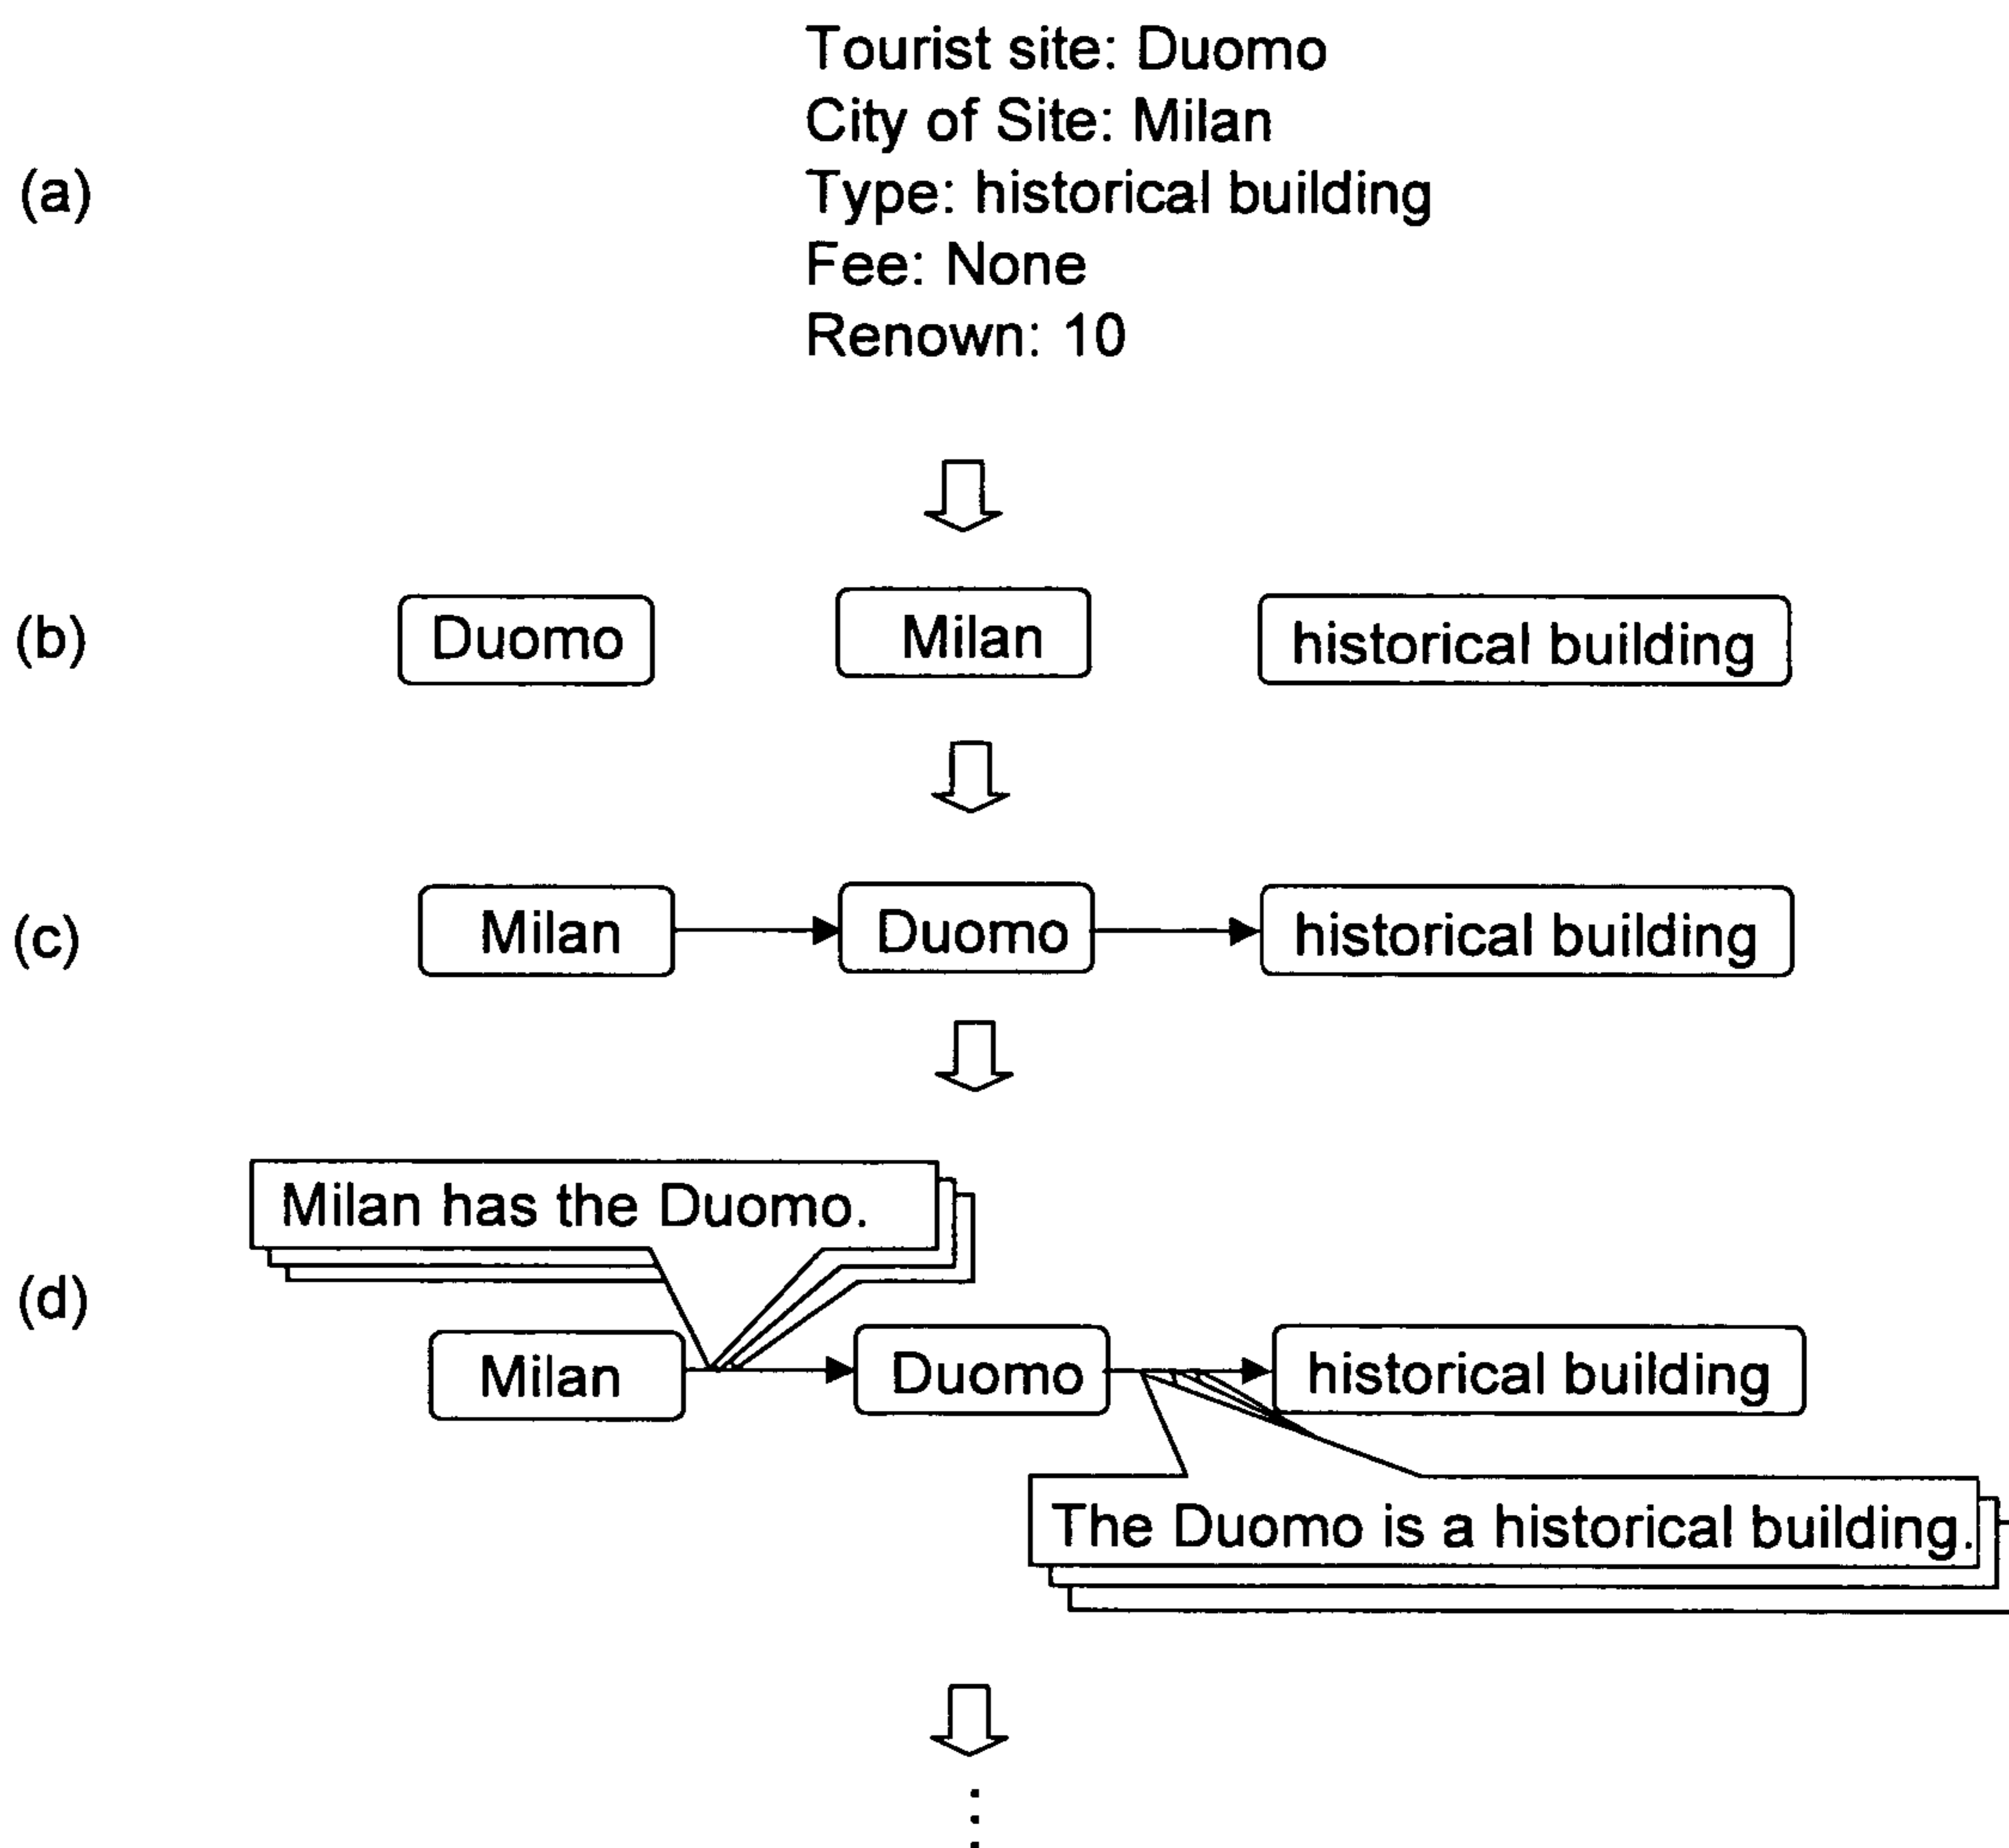 Tourist site: Duomo
City of Site: Milan
(a)
Type: historical building
Fee: None
Renown: 10
(b)
Duomo
Milan
historical building
(c)
Milan
Duomo
historical building
Milan has the Duomo.
(d)
Milan
Duomo
historical building
The Duomo is a historical building.